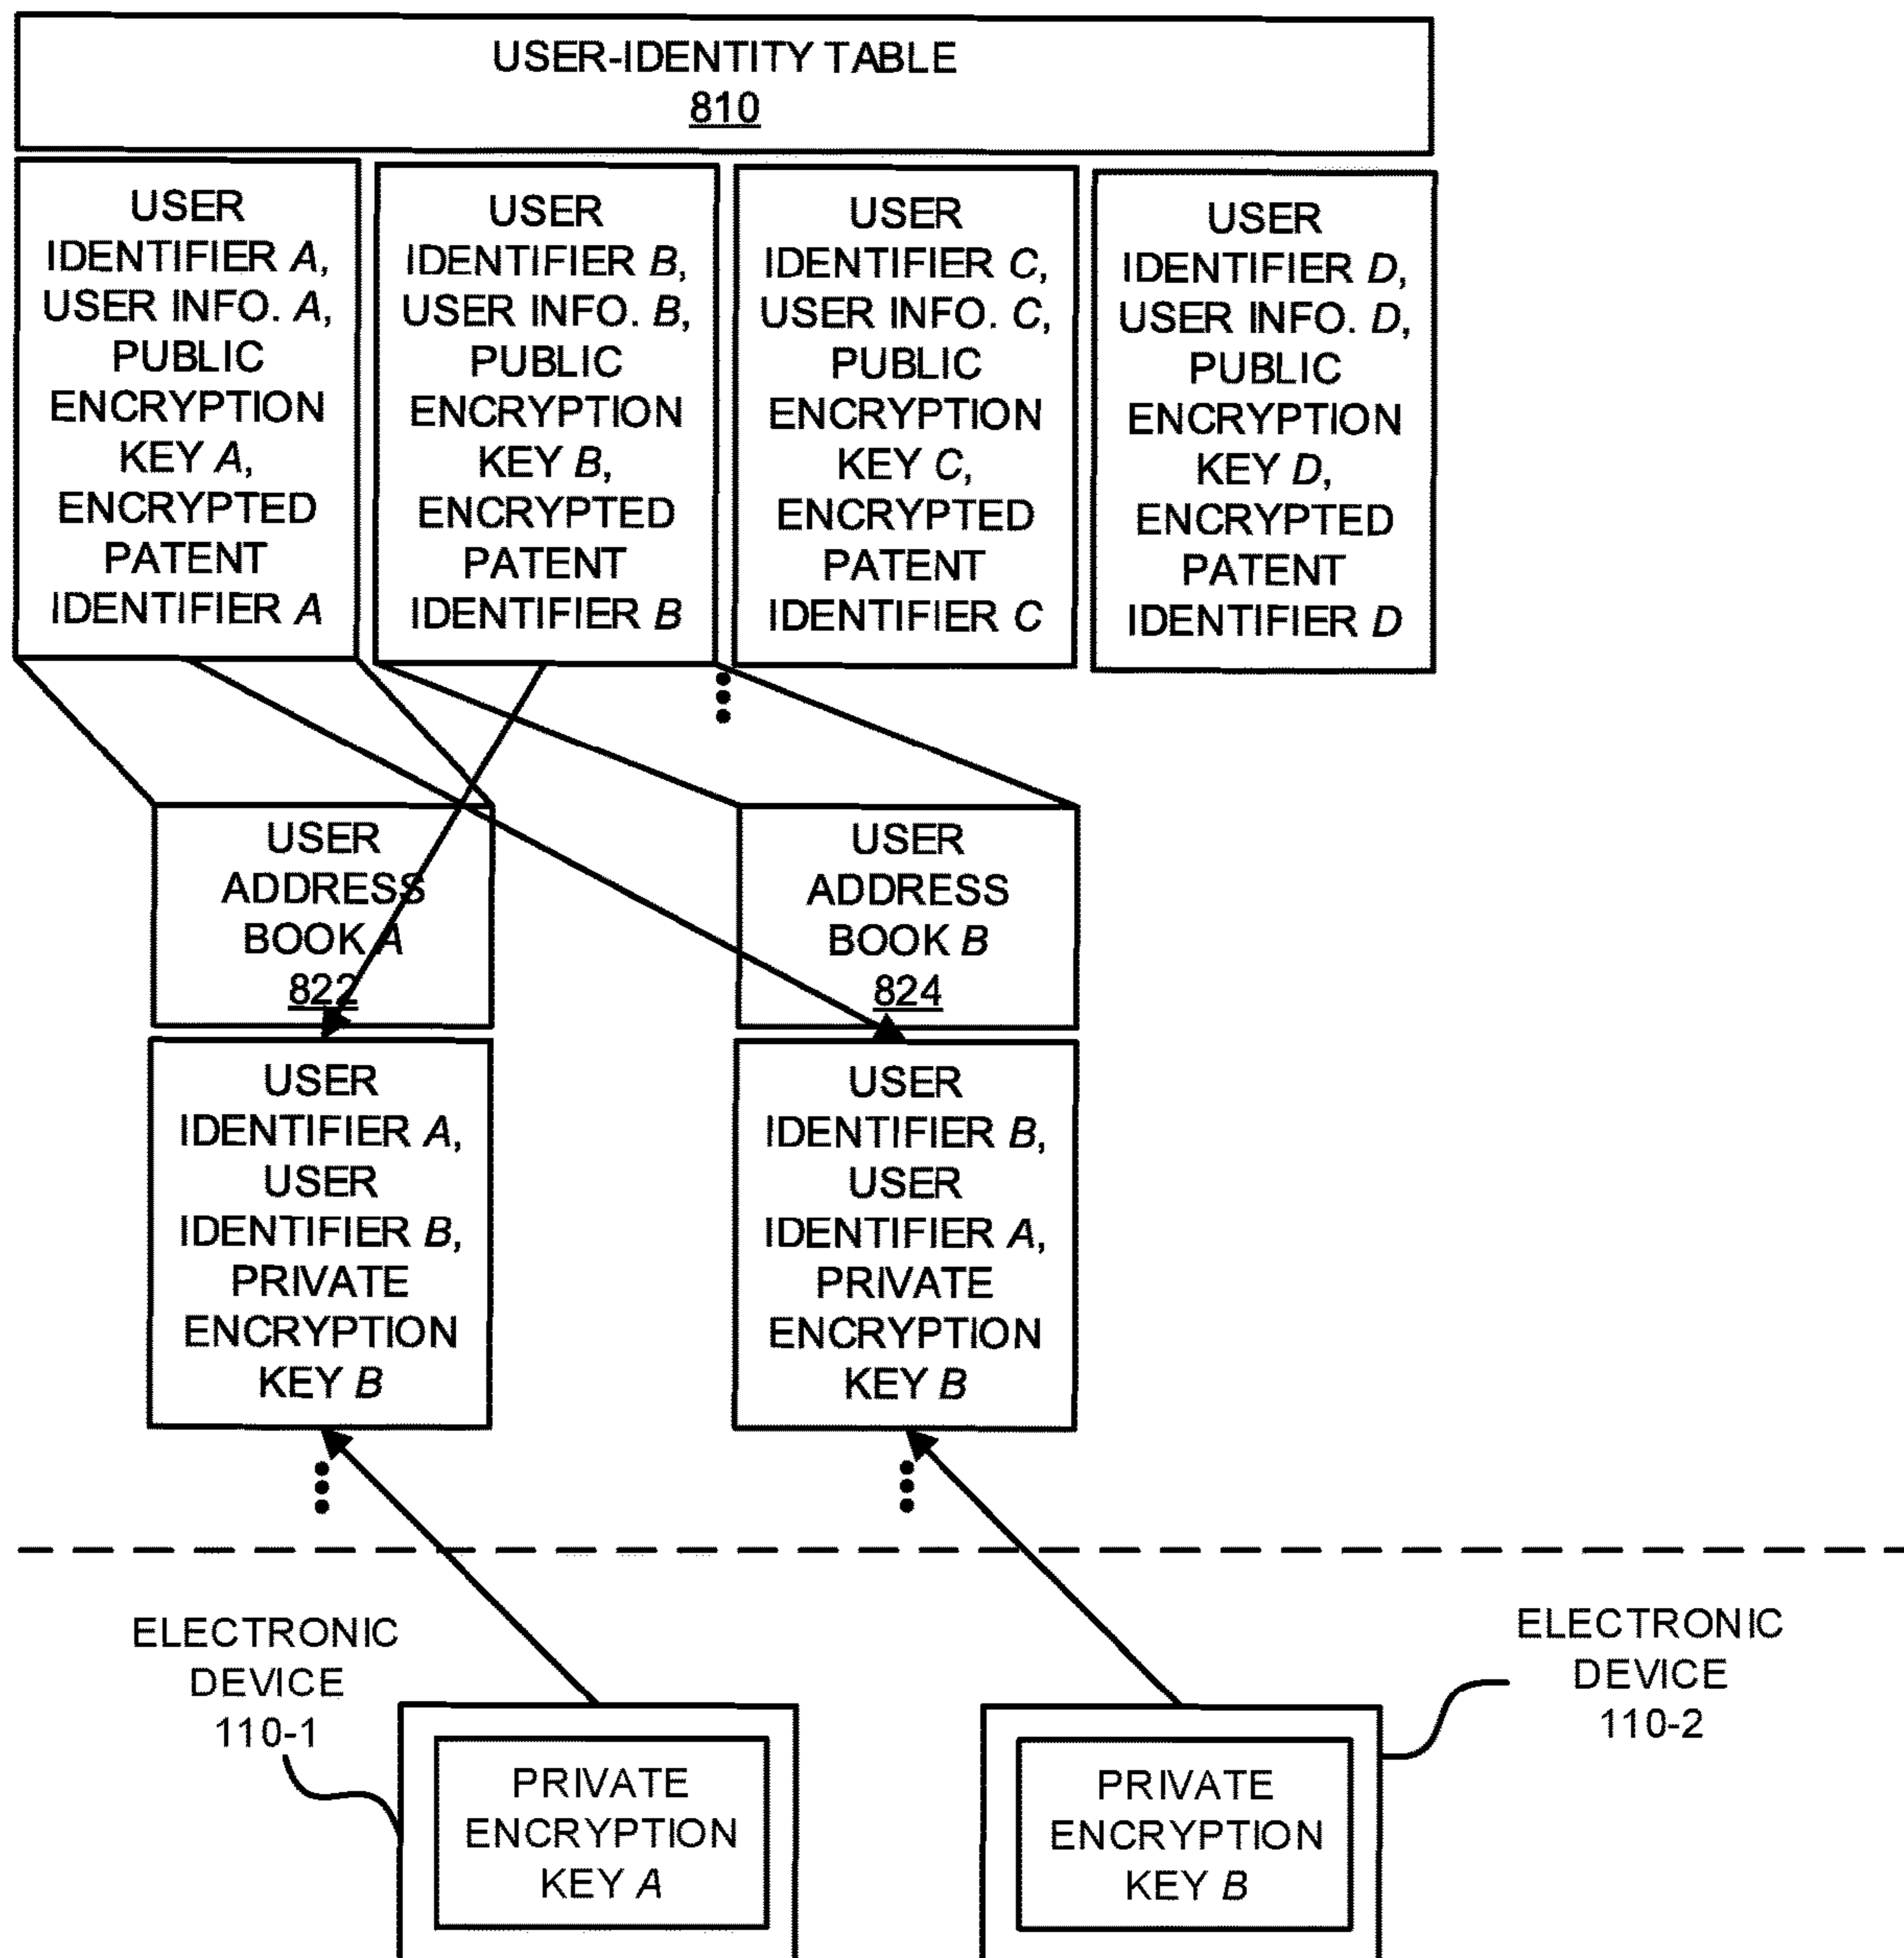 USER-IDENTITY TABLE
810
USER
IDENTIFIER A,
USER INFO. A,
PUBLIC
ENCRYPTION
KEY A,
ENCRYPTED
PATENT
IDENTIFIER A
USER
IDENTIFIER B,
USER INFO. B,
PUBLIC
ENCRYPTION
KEY B,
ENCRYPTED
PATENT
IDENTIFIER B
USER
IDENTIFIER C,
USER INFO. C,
PUBLIC
ENCRYPTION
KEY C,
ENCRYPTED
PATENT
IDENTIFIER C
USER
IDENTIFIER D,
USER INFO. D,
PUBLIC
ENCRYPTION
KEY D,
ENCRYPTED
PATENT
IDENTIFIER D
USER
ADDRESS
BOOK A
822
USER
ADDRESS
BOOK B
824
USER
IDENTIFIER A,
USER
IDENTIFIER B,
PRIVATE
ENCRYPTION
KEY B
USER
IDENTIFIER B,
USER
IDENTIFIER A,
PRIVATE
ENCRYPTION
KEY B
ELECTRONIC
DEVICE
110-1
ELECTRONIC
DEVICE
110-2
PRIVATE
ENCRYPTION
KEY A
PRIVATE
ENCRYPTION
KEY B